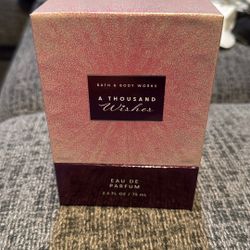 BATH & BODY WORKS
A THOUSAND
Wishes
EAU DE
PARFUM
2.5 FL OZ / 75 mL